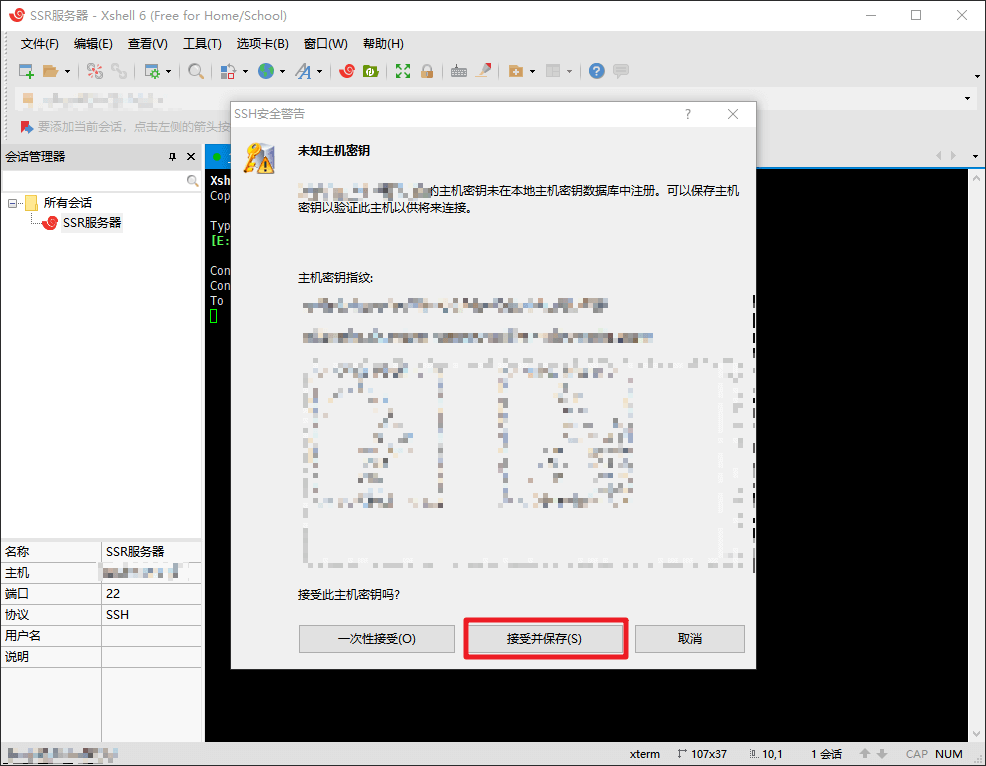 SSR服务器 - Xshell 6 (Free for Home/School)
文件(F) 编辑(E) 查看(V) 工具(T) 选项卡(B) 窗口(W) 帮助(H)
要添加当前会话，点击左侧的箭头按
会话管理器
所有会话
SSR服务器
Xsh
Cop
Typ
[E:
Con
Con
To
SSH安全警告
未知主机密钥
的主机密钥未在本地主机密钥数据库中注册。可以保存主机
密钥以验证此主机以供将来连接。
主机密钥指纹:
接受此主机密钥吗?
一次性接受(O) 接受并保存(S) 取消
名称 SSR服务器
主机
端口 22
协议 SSH
用户名
说明
xterm 107x37 10,1 1 会话 CAP NUM